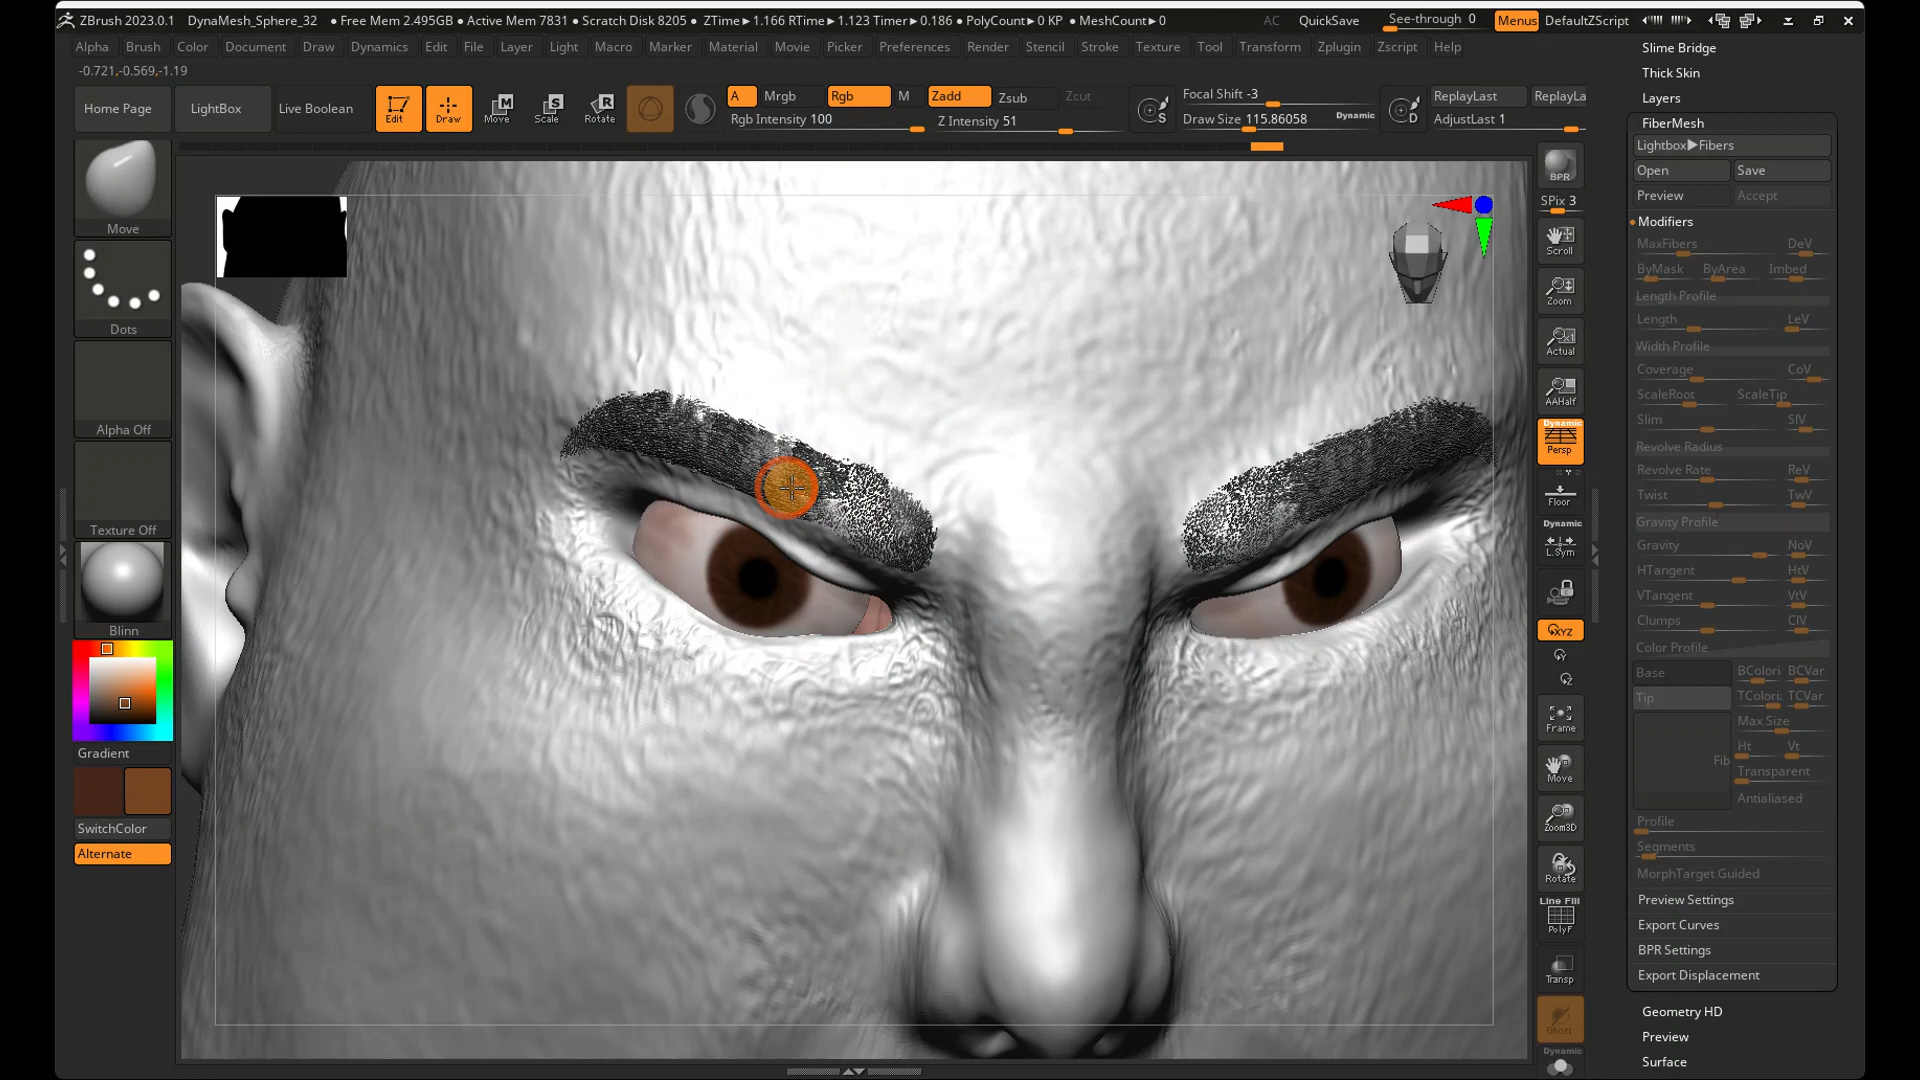 ZBrush 2023.0.1 DynaMesh_Sphere_32 ● Free Mem 2.495GB ● Active Mem 7831 ● Scratch Disk 8205 ● ZTime►1.166 RTime►1.123 Timer►0.186 ● PolyCount►0 KP ● MeshCount►0 AC QuickSave See-through 0 Menus DefaultZScript
Alpha Brush Color Document Draw Dynamics Edit File Layer Light Macro Marker Material Movie Picker Preferences Render Stencil Stroke Texture Tool Transform Zplugin Zscript Help
-0.721,-0.569,-1.19
Home Page LightBox Live Boolean Edit Draw Move Scale Rotate
A Mrgb Rgb M Zadd Zsub Zcut
Rgb Intensity 100 Z Intensity 51
Focal Shift -3
Draw Size 115.86058 Dynamic
ReplayLast ReplayLa
AdjustLast 1
Move
Dots
Alpha Off
Texture Off
Blinn
Gradient
SwitchColor
Alternate
BPR
SPix 3
Scroll
Zoom
Actual
AAHalf
Dynamic
Persp
Floor
Dynamic
L.Sym
XYZ
Frame
Move
Zoom3D
Rotate
Line Fill
PolyF
Transp
Ghost
Dynamic
Slime Bridge
Thick Skin
Layers
FiberMesh
Lightbox►Fibers
Open Save
Preview Accept
Modifiers
MaxFibers DeV
ByMask ByArea Imbed
Length Profile
Length LeV
Width Profile
Coverage CoV
ScaleRoot ScaleTip
Slim SlV
Revolve Radius
Revolve Rate ReV
Twist TwV
Gravity Profile
Gravity NoV
HTangent HtV
VTangent VtV
Clumps ClV
Color Profile
Base BColori BCVar
Tip TColori: TCVar
Max Size
Ht Vt
Fib
Transparent
Antialiased
Profile
Segments
MorphTarget Guided
Preview Settings
Export Curves
BPR Settings
Export Displacement
Geometry HD
Preview
Surface